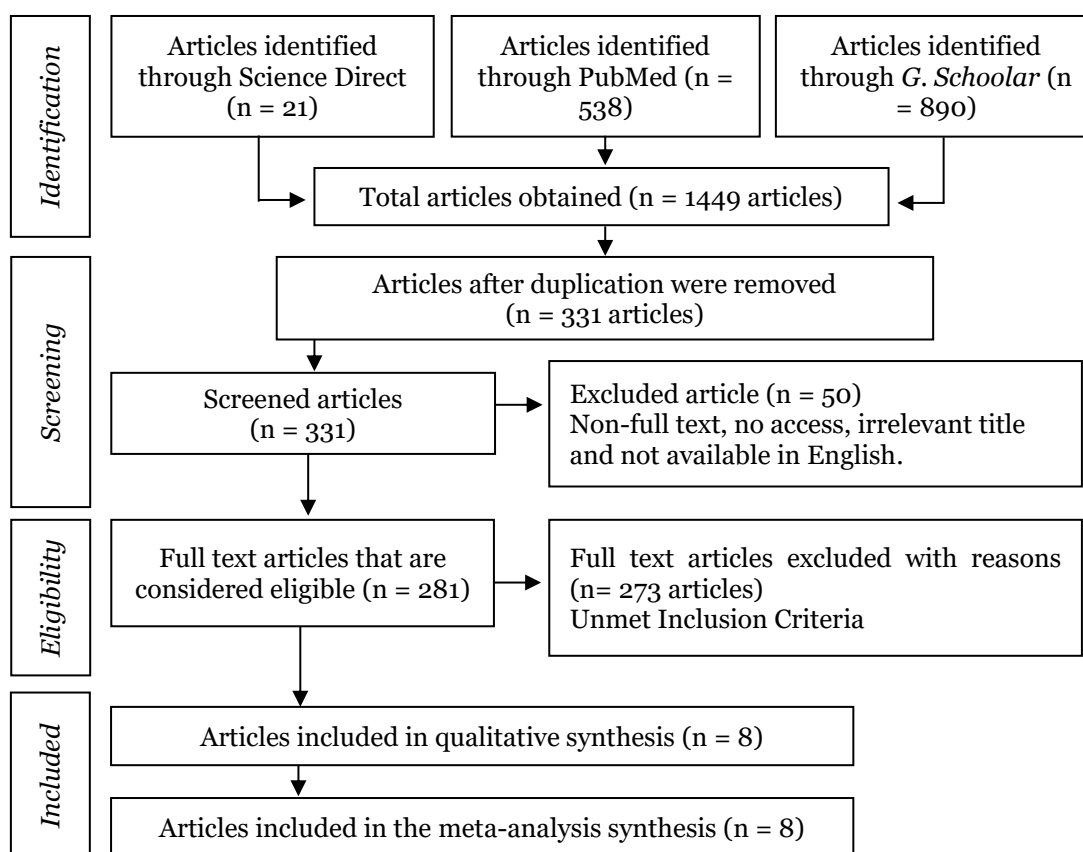 Identification
Articles identified
through Science Direct
(n = 21)
Articles identified
through PubMed (n =
538)
Articles identified
through G. Schoolar (n
= 890)
Total articles obtained (n = 1449 articles)
Screening
Articles after duplication were removed
(n = 331 articles)
Screened articles
(n = 331)
Excluded article (n = 50)
Non-full text, no access, irrelevant title
and not available in English.
Eligibility
Full text articles that are
considered eligible (n = 281)
Full text articles excluded with reasons
(n= 273 articles)
Unmet Inclusion Criteria
Included
Articles included in qualitative synthesis (n = 8)
Articles included in the meta-analysis synthesis (n = 8)